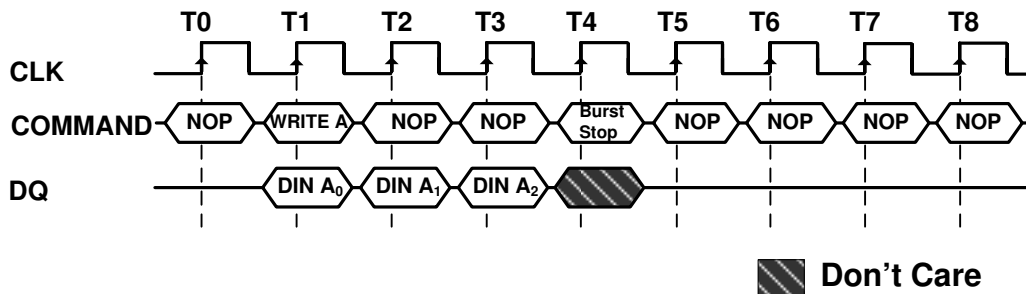 T0 T1 T2 T3 T4 T5 T6 T7 T8
CLK
COMMAND NOP WRITE A NOP NOP Burst Stop NOP NOP NOP NOP
DQ DIN A₀ DIN A₁ DIN A₂
Don't Care